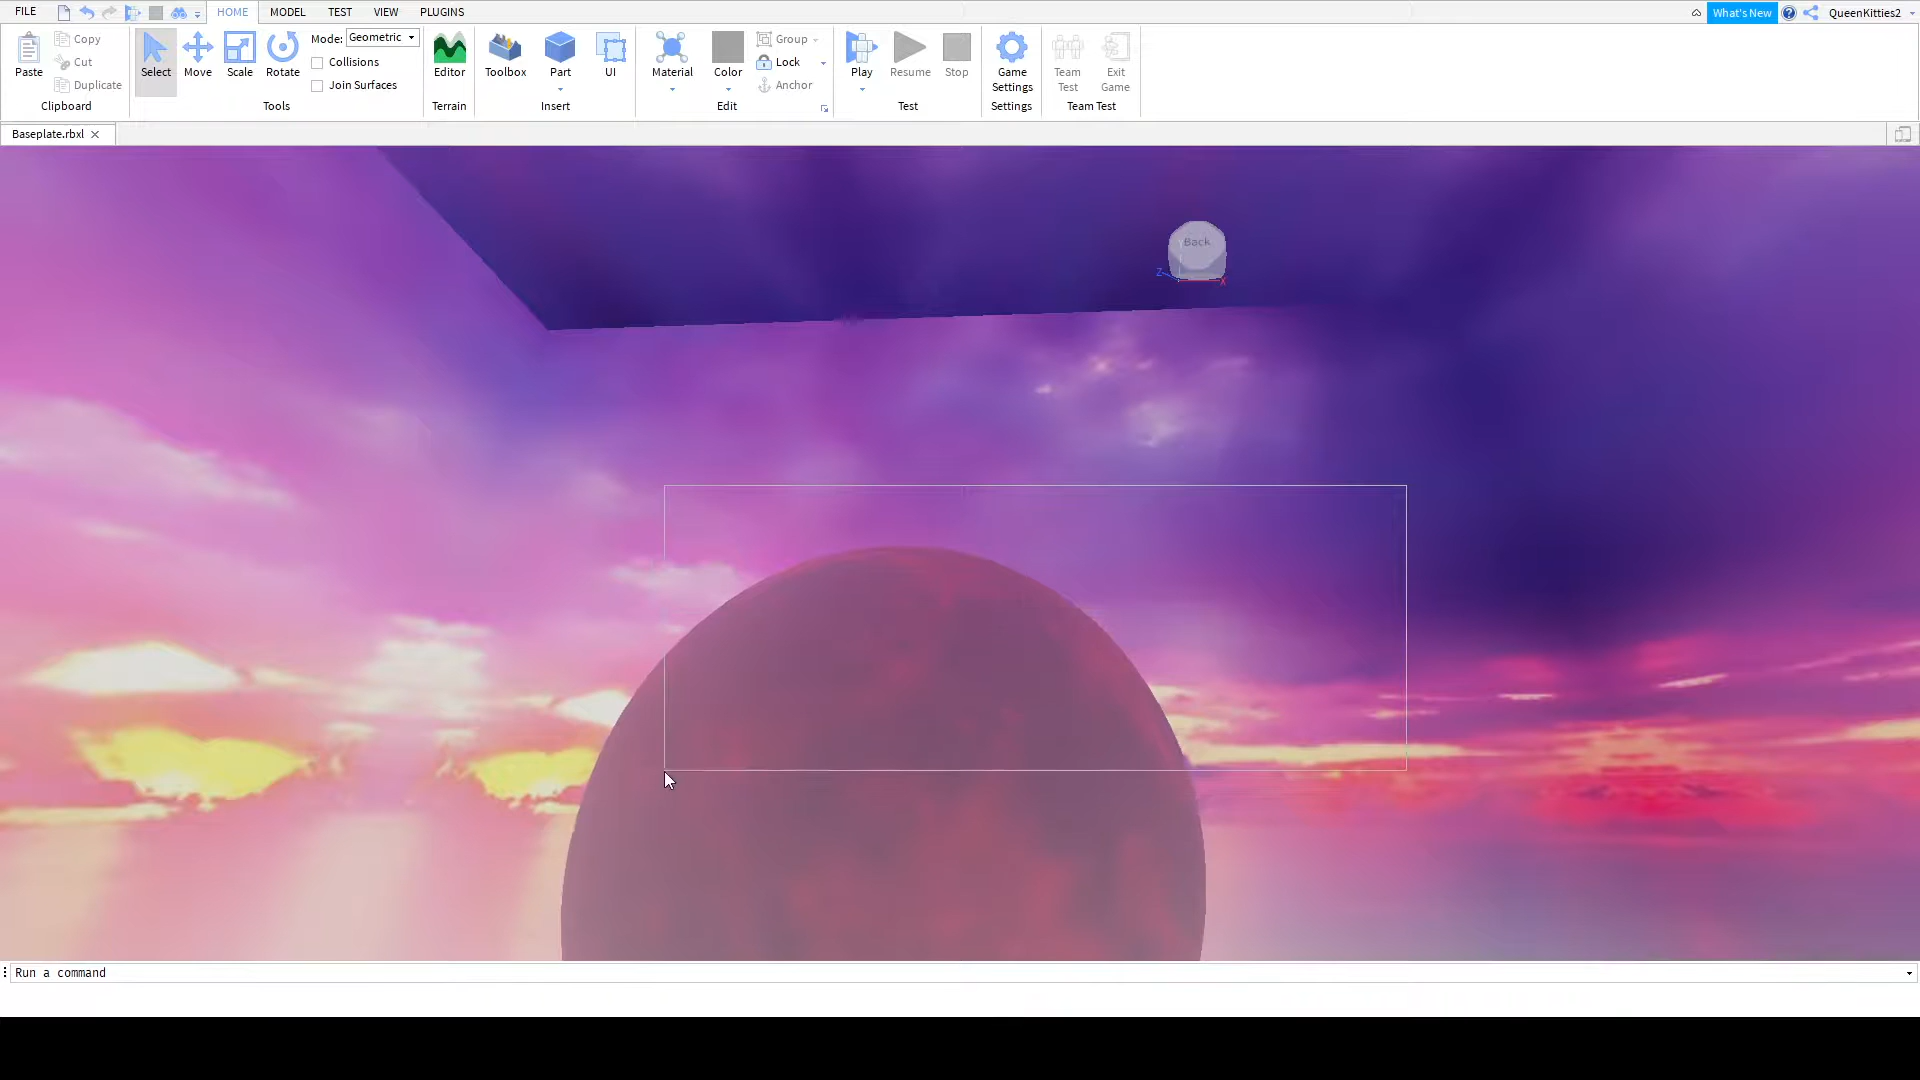 FILE HOME MODEL TEST VIEW PLUGINS What's New QueenKitties2
Paste Copy Cut Duplicate
Clipboard
Select Move Scale Rotate
Mode: Geometric
Collisions
Join Surfaces
Tools
Editor
Terrain
Toolbox Part UI
Insert
Material Color
Group
Lock
Anchor
Edit
Play Resume Stop
Test
Game
Settings
Settings
Team
Test
Exit
Game
Team Test
Baseplate.rbxl
Back
Y
Z X
Run a command